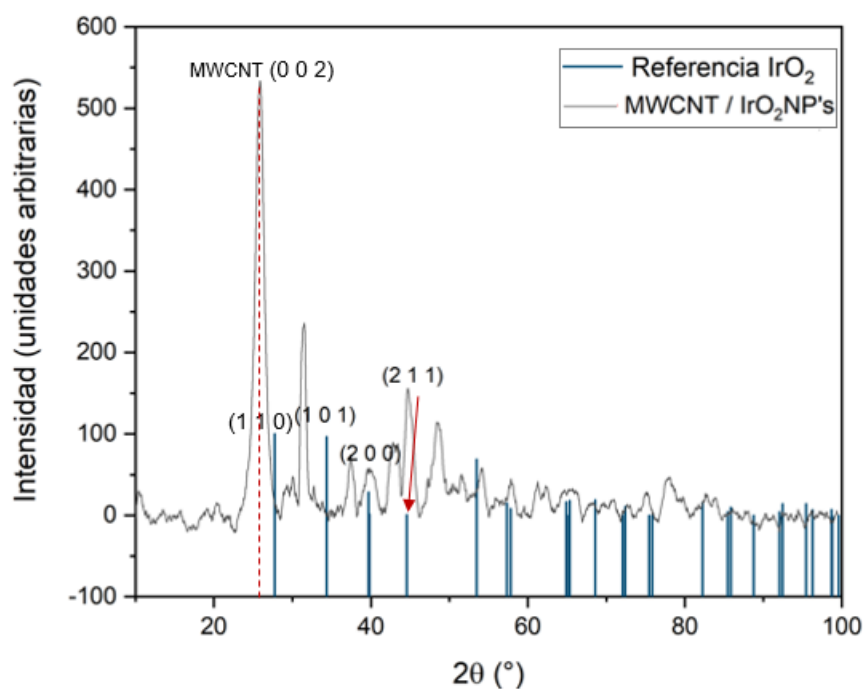 600
500
400
300
200
100
0
-100
Intensidad (unidades arbitrarias)
MWCNT (0 0 2)
Referencia IrO₂
MWCNT / IrO₂NP's
(2 1 1)
(1 1 0)
(1 0 1)
(2 0 0)
20
40
60
80
100
2θ (°)